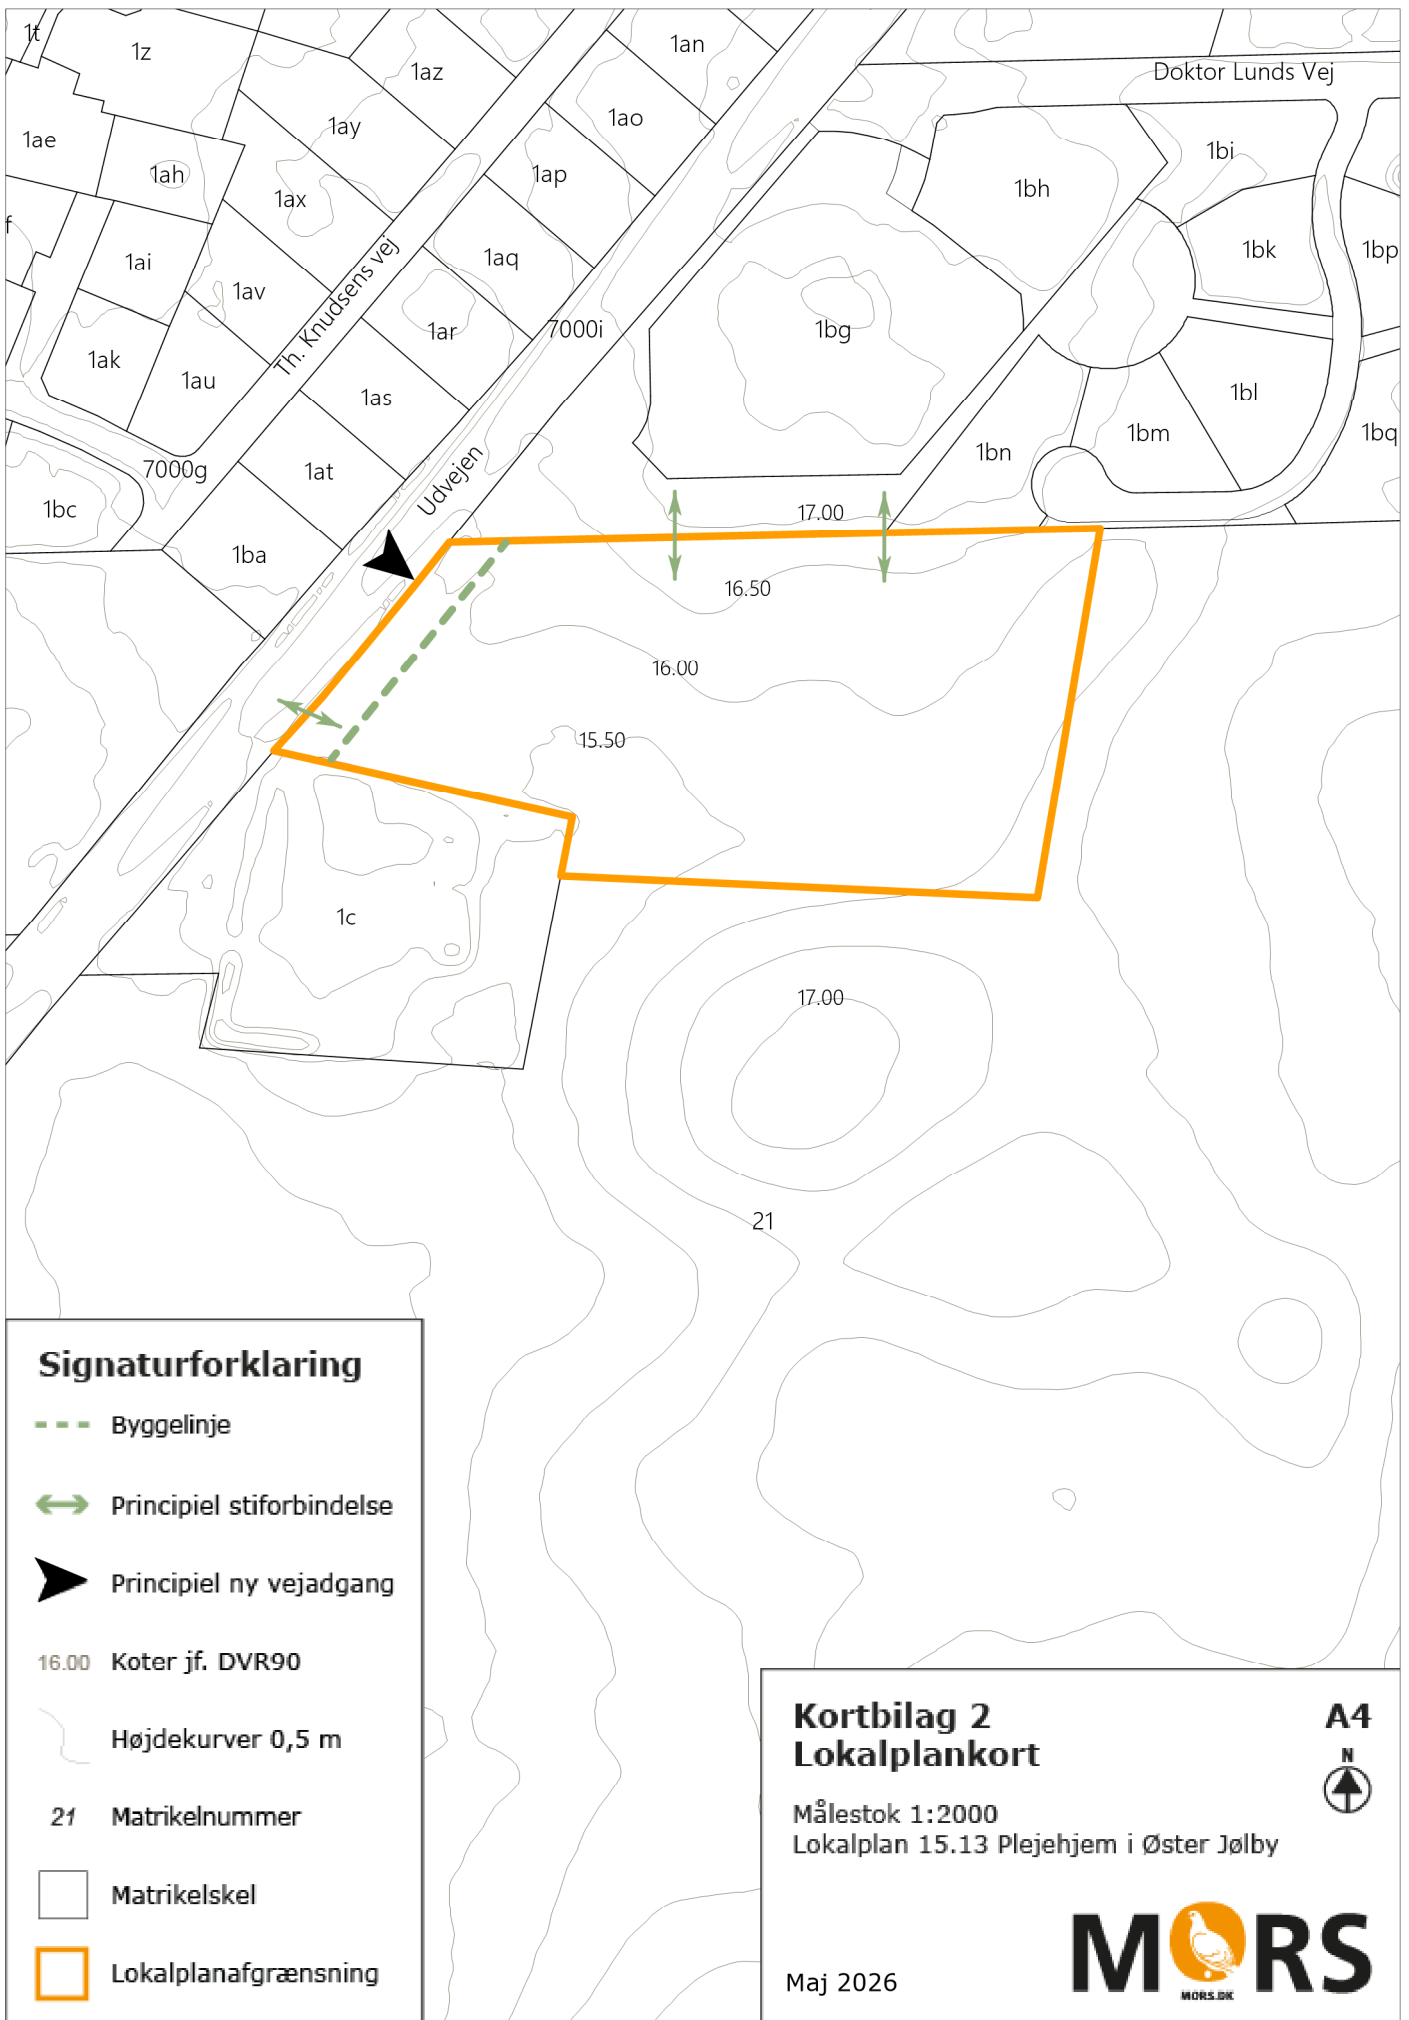 1t
1z
1an
1az
Doktor Lunds Vej
1ao
1ay
1ae
1bi
1ah
1ap
1bh
1ax
f
1bk
1bp
1ai
1aq
1av
Th. Knudsens vej
7000i
1ar
1bg
1ak
1au
1as
1bl
1bm
1bq
1bn
7000g
1at
Udvejen
1bc
17.00
1ba
16.50
16.00
15.50
1c
17.00
21
Signaturforklaring
Byggelinje
Principiel stiforbindelse
Principiel ny vejadgang
16.00 Koter jf. DVR90
Højdekurver 0,5 m
21 Matrikelnummer
Matrikelskel
Lokalplanafgrænsning
Kortbilag 2
Lokalplankort
A4
N
Målestok 1:2000
Lokalplan 15.13 Plejehjem i Øster Jølby
Maj 2026
MORS
MORS.DK